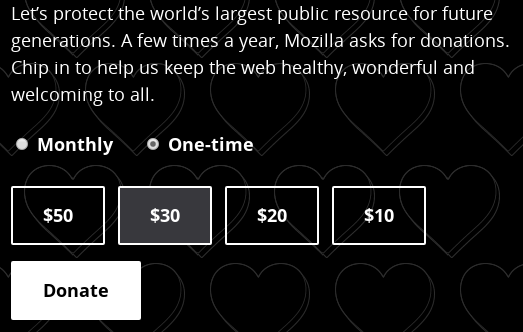 Let’s protect the world’s largest public resource for future
generations. A few times a year, Mozilla asks for donations.
Chip in to help us keep the web healthy, wonderful and
welcoming to all.
Monthly One-time
$50 $30 $20 $10
Donate